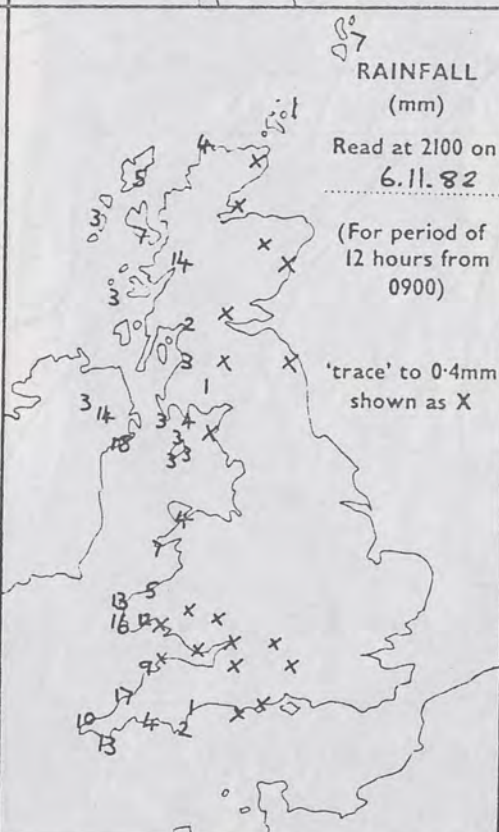 7
RAINFALL
(mm)
1
4 X
Read at 2100 on
6.11.82
5
3 X
7 X
(For period of
12 hours from
0900)
14 X
3
2 X
3 X X
1
'trace' to 0·4mm
shown as X
3 14
3 4
18 3 X
3 3
4
7
5
13
16 12 X X X
X X X
9 X X X
17
10 4 1 X
13 2 X